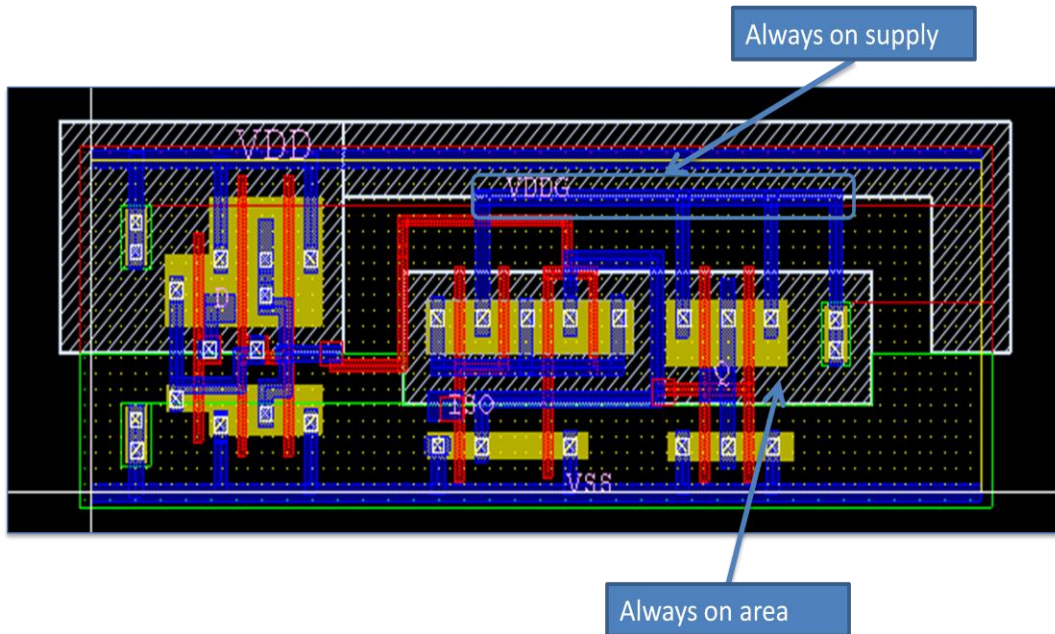 Always on supply
VDD
VDDG
D
Q
ISO
VSS
Always on area